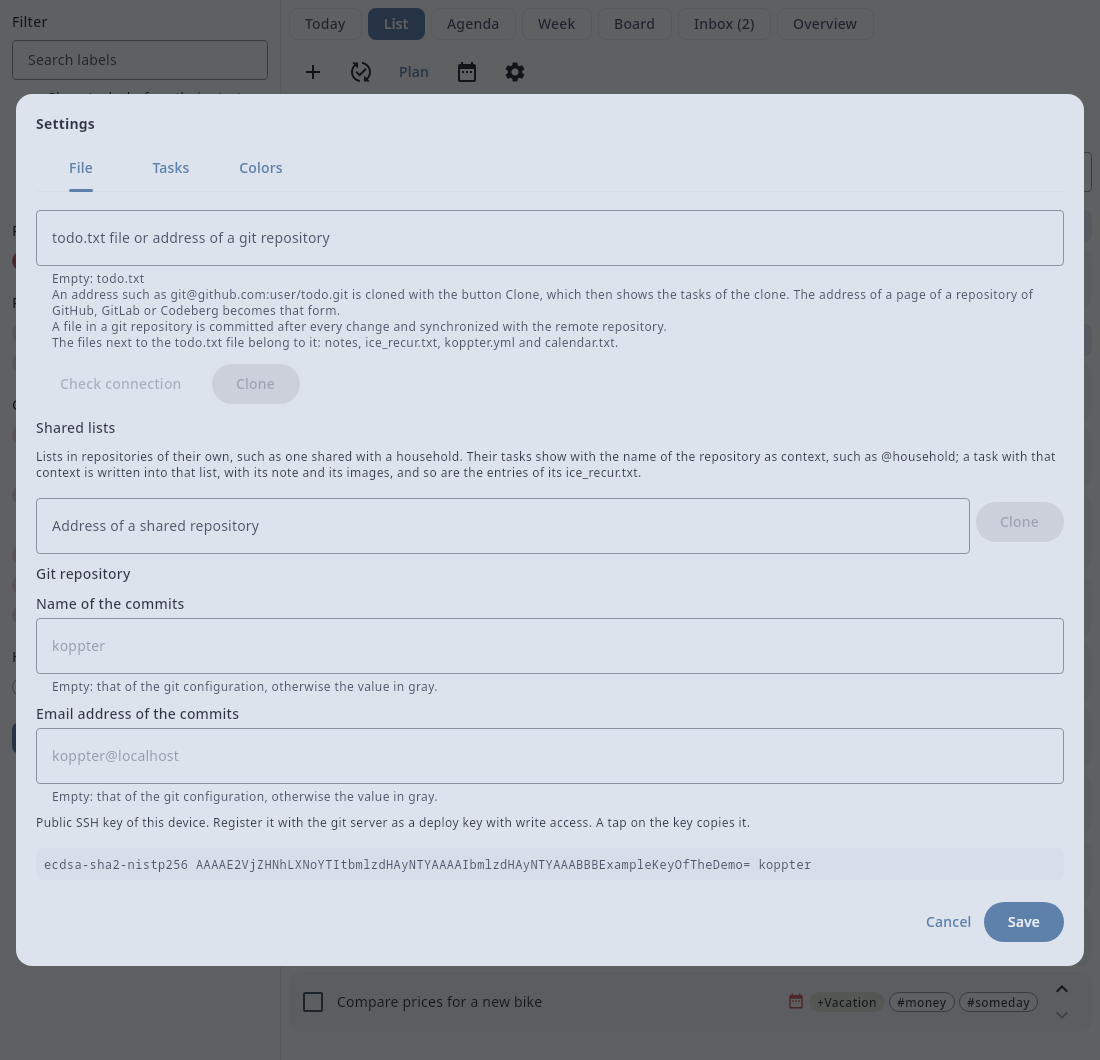 Filter
Search labels
Today
List
Agenda
Week
Board
Inbox (2)
Overview
Plan
Settings
File
Tasks
Colors
todo.txt file or address of a git repository
Empty: todo.txt
An address such as git@github.com:user/todo.git is cloned with the button Clone, which then shows the tasks of the clone. The address of a page of a repository of
GitHub, GitLab or Codeberg becomes that form.
A file in a git repository is committed after every change and synchronized with the remote repository.
The files next to the todo.txt file belong to it: notes, ice_recur.txt, koppter.yml and calendar.txt.
Check connection
Clone
Shared lists
Lists in repositories of their own, such as one shared with a household. Their tasks show with the name of the repository as context, such as @household; a task with that
context is written into that list, with its note and its images, and so are the entries of its ice_recur.txt.
Address of a shared repository
Clone
Git repository
Name of the commits
koppter
Empty: that of the git configuration, otherwise the value in gray.
Email address of the commits
koppter@localhost
Empty: that of the git configuration, otherwise the value in gray.
Public SSH key of this device. Register it with the git server as a deploy key with write access. A tap on the key copies it.
ecdsa-sha2-nistp256 AAAAE2VjZHNhLXNoYTItbmlzdHAyNTYAAAAIbmlzdHAyNTYAAABBBExampleKeyOfTheDemo= koppter
Cancel
Save
Compare prices for a new bike
+Vacation
#money
#someday